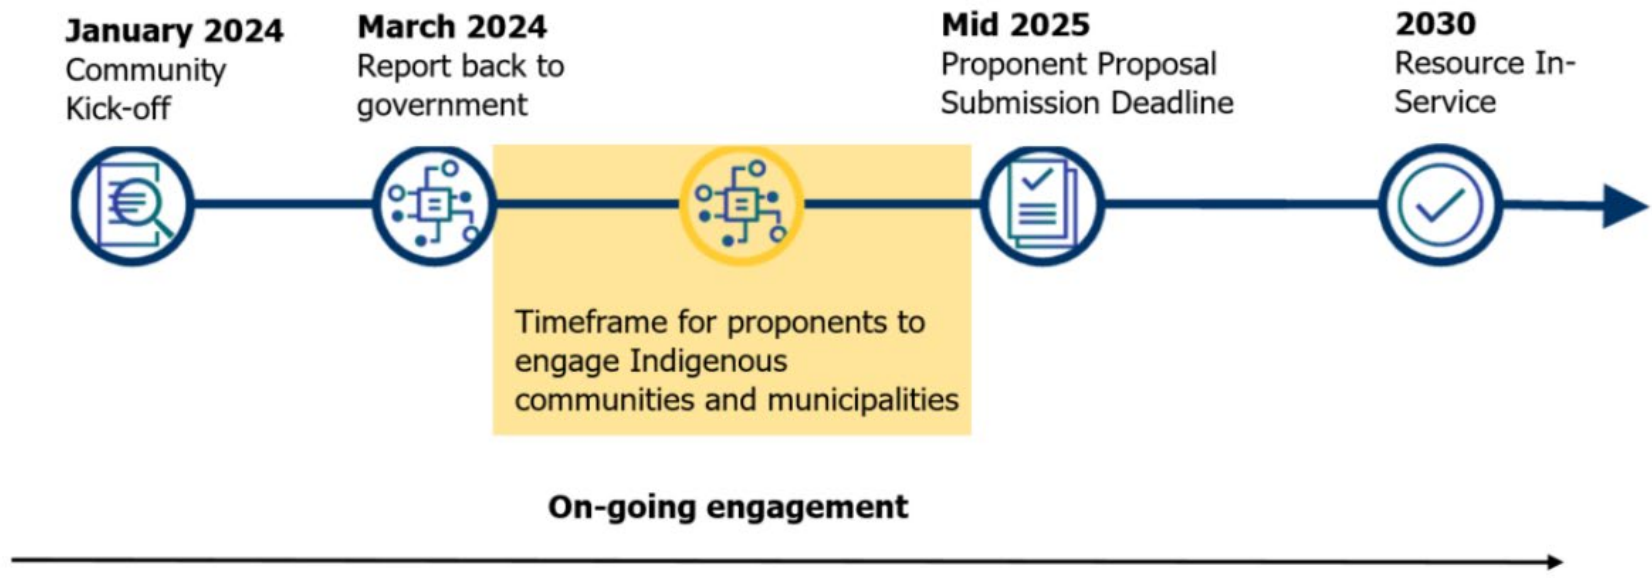 January 2024
Community
Kick-off
March 2024
Report back to
government
Mid 2025
Proponent Proposal
Submission Deadline
2030
Resource In-
Service
Timeframe for proponents to
engage Indigenous
communities and municipalities
On-going engagement